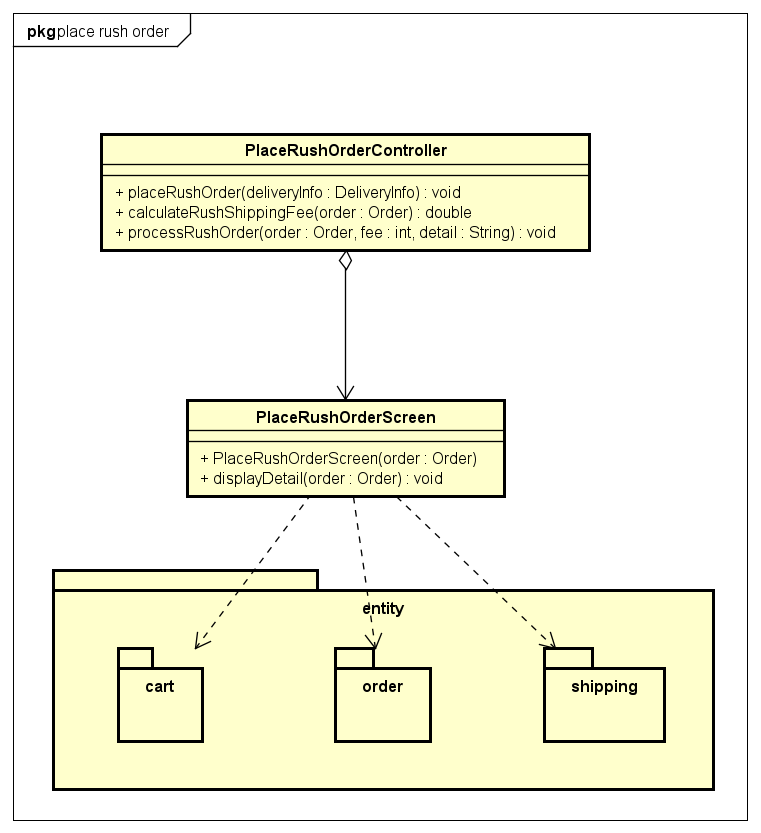 pkg place rush order
PlaceRushOrderController
+ placeRushOrder(deliveryInfo : DeliveryInfo) : void
+ calculateRushShippingFee(order : Order) : double
+ processRushOrder(order : Order, fee : int, detail : String) : void
PlaceRushOrderScreen
+ PlaceRushOrderScreen(order : Order)
+ displayDetail(order : Order) : void
entity
cart
order
shipping